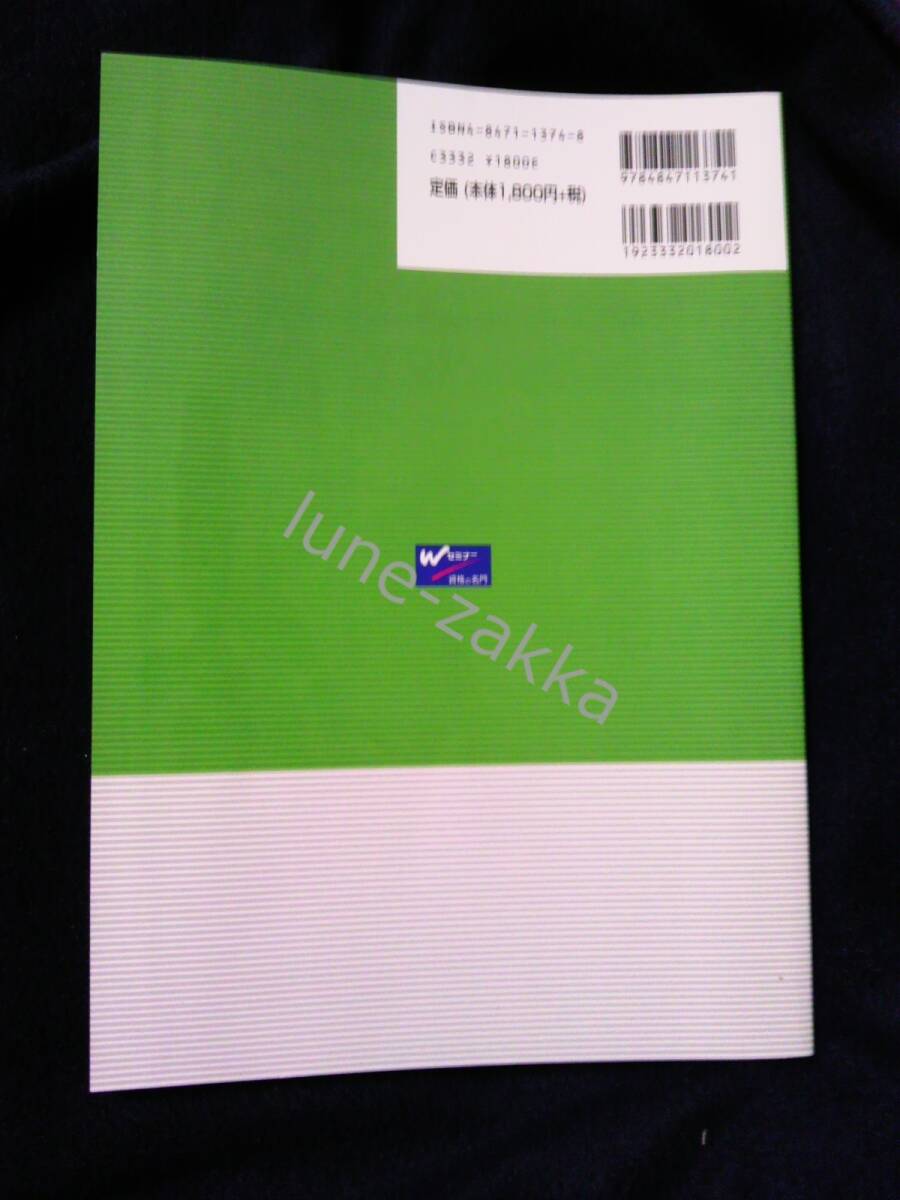 ISBN4-8471-1374-8
C3332 ¥1800E
定価(本体1,800円+税)
9784847113741
1923332018002
Wセミナー
資格の名門
lune-zakka